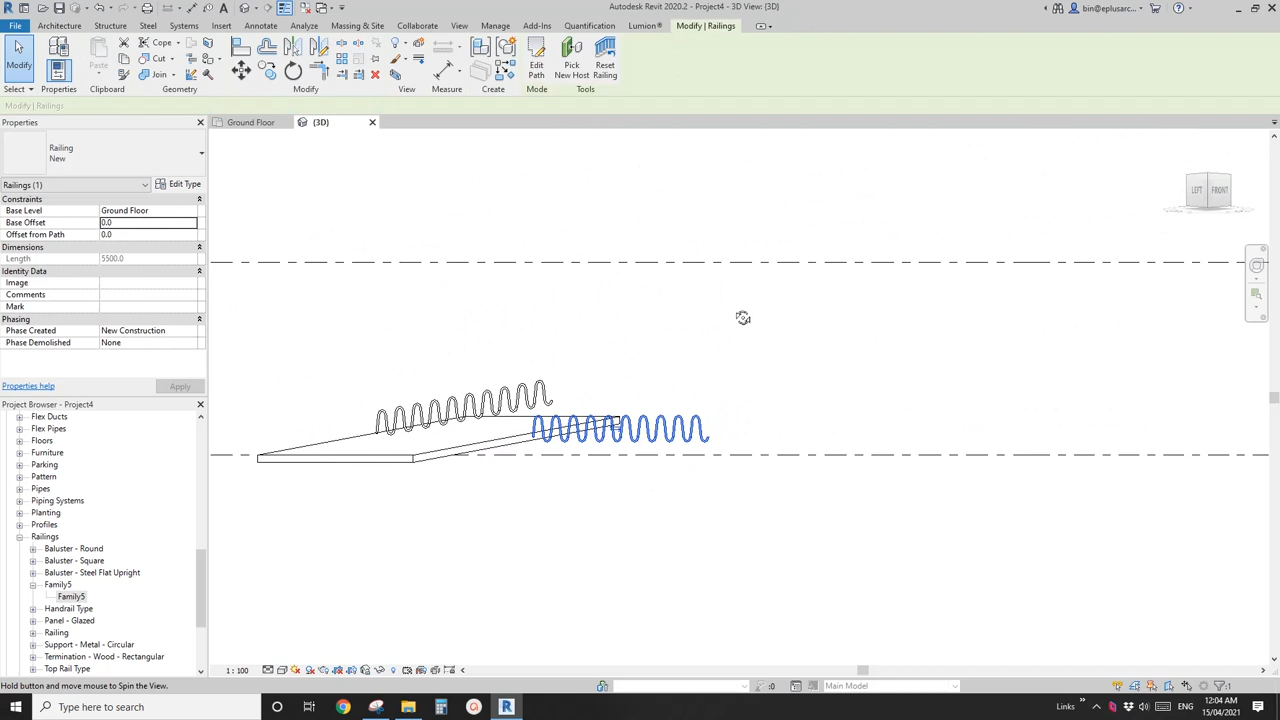 Autodesk Revit 2020.2 - Project4 - 3D View: {3D}
bin@eplusarc...
File Architecture Structure Steel Systems Insert Annotate Analyze Massing & Site Collaborate View Manage Add-Ins Quantification Lumion® Modify | Railings
Modify
Properties
Paste
Cope
Cut
Join
Edit Path
Pick New Host
Reset Railing
Select Properties Clipboard Geometry Modify View Measure Create Mode Tools
Modify | Railings
Properties
Ground Floor
{3D}
Railing
New
Railings (1)
Edit Type
Constraints
Base Level Ground Floor
Base Offset 0.0
Offset from Path 0.0
Dimensions
Length 5500.0
Identity Data
Image
Comments
Mark
Phasing
Phase Created New Construction
Phase Demolished None
Properties help
Apply
LEFT FRONT
Project Browser - Project4
Flex Ducts
Flex Pipes
Floors
Furniture
Parking
Pattern
Pipes
Piping Systems
Planting
Profiles
Railings
Baluster - Round
Baluster - Square
Baluster - Steel Flat Upright
Family5
Family5
Handrail Type
Panel - Glazed
Railing
Support - Metal - Circular
Termination - Wood - Rectangular
Top Rail Type
1 : 100
Hold button and move mouse to Spin the View.
:0
Main Model
:1
Type here to search
Links
ENG
12:04 AM
15/04/2021